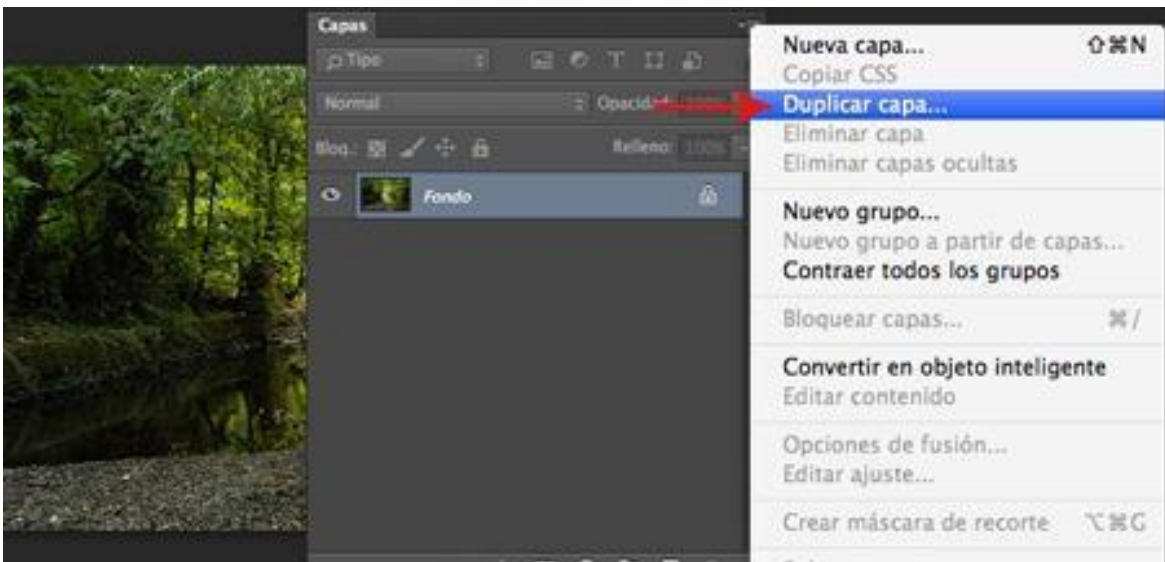 Capas
Tipo
Normal
Opacidad:
Bloq.:
Relleno: 100%
Fondo
Nueva capa... ⇧⌘N
Copiar CSS
Duplicar capa...
Eliminar capa
Eliminar capas ocultas
Nuevo grupo...
Nuevo grupo a partir de capas...
Contraer todos los grupos
Bloquear capas... ⌘/
Convertir en objeto inteligente
Editar contenido
Opciones de fusión...
Editar ajuste...
Crear máscara de recorte ⌥⌘G